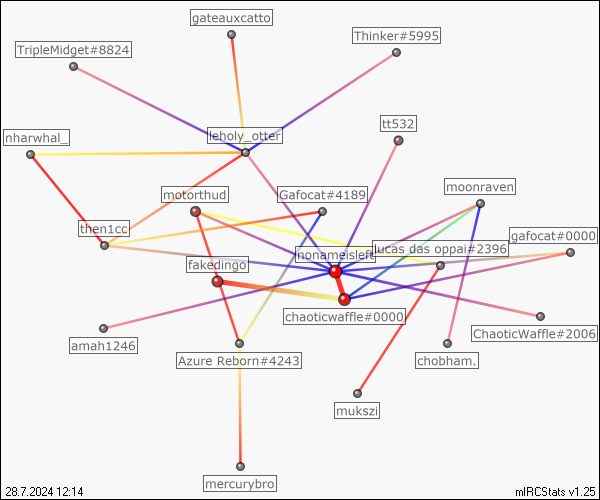 gateauxcatto
Thinker#5995
TripleMidget#8824
tt532
nharwhal_
leholy_otter
moonraven
motorthud
Gafocat#4189
then1cc
gafocat#0000
nonameisleft
lucas das oppai#2396
fakedingo
chaoticwaffle#0000
ChaoticWaffle#2006
amah1246
Azure Reborn#4243
chobham.
mukszi
mercurybro
28.7.2024 12:14
mIRCStats v1.25